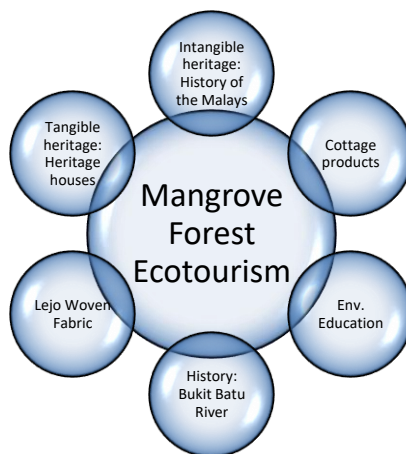 Intangible
heritage:
History of
the Malays
Tangible
heritage:
Heritage
houses
Cottage
products
Mangrove
Forest
Ecotourism
Lejo Woven
Fabric
Env.
Education
History:
Bukit Batu
River